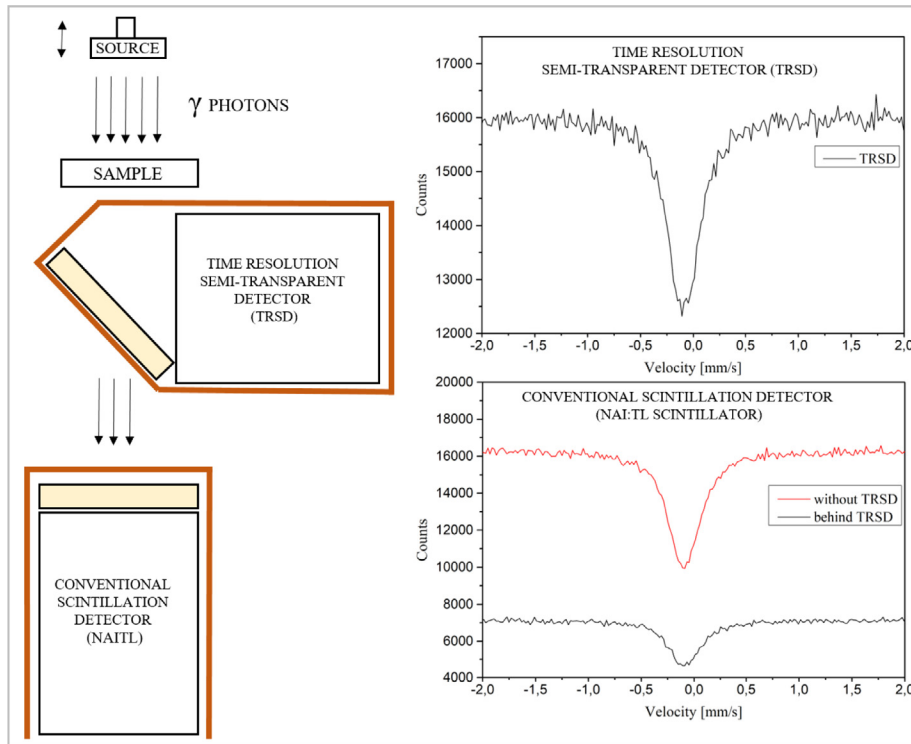 SOURCE
γ PHOTONS
SAMPLE
TIME RESOLUTION
SEMI-TRANSPARENT
DETECTOR
(TRSD)
CONVENTIONAL
SCINTILLATION
DETECTOR
(NAITL)
TIME RESOLUTION
SEMI-TRANSPARENT DETECTOR (TRSD)
17000
16000
15000
14000
13000
12000
Counts
TRSD
-2,0 -1,5 -1,0 -0,5 0,0 0,5 1,0 1,5 2,0
Velocity [mm/s]
CONVENTIONAL SCINTILLATION DETECTOR
(NAI:TL SCINTILLATOR)
20000
18000
16000
14000
12000
10000
8000
6000
4000
Counts
without TRSD
behind TRSD
-2,0 -1,5 -1,0 -0,5 0,0 0,5 1,0 1,5 2,0
Velocity [mm/s]